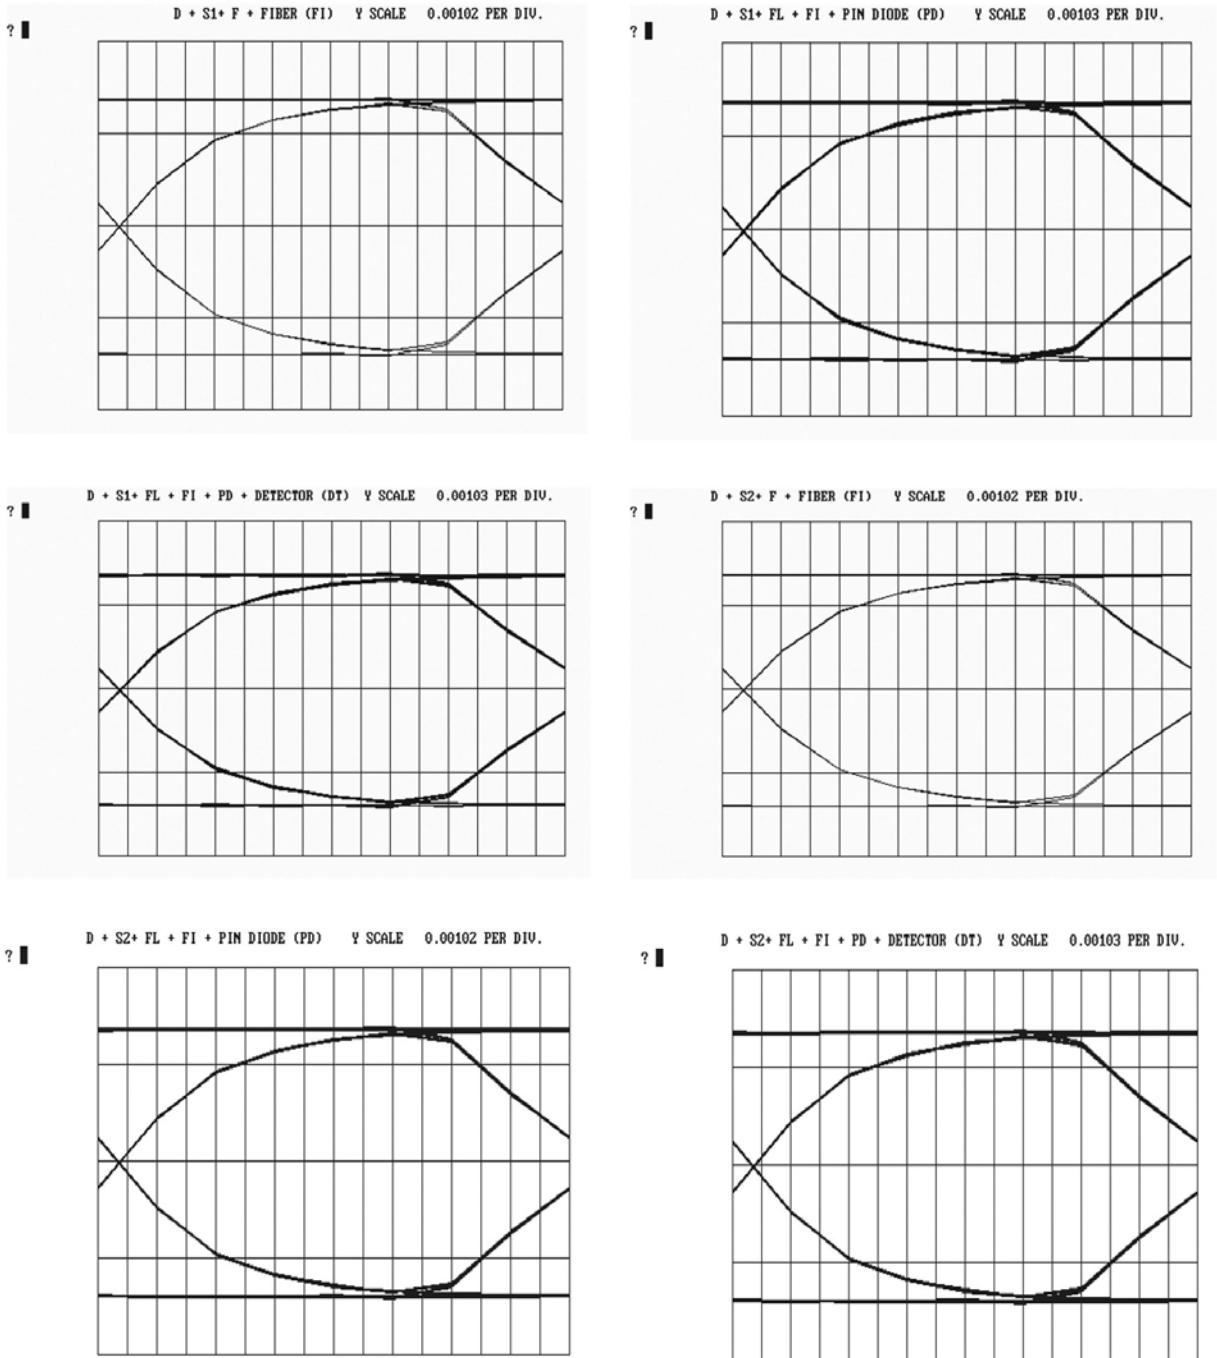 D + S1+ F + FIBER (FI) Y SCALE 0.00102 PER DIV.
?
D + S1+ FL + FI + PIN DIODE (PD) Y SCALE 0.00103 PER DIV.
?
D + S1+ FL + FI + PD + DETECTOR (DT) Y SCALE 0.00103 PER DIV.
?
D + S2+ F + FIBER (FI) Y SCALE 0.00102 PER DIV.
?
D + S2+ FL + FI + PIN DIODE (PD) Y SCALE 0.00102 PER DIV.
?
D + S2+ FL + FI + PD + DETECTOR (DT) Y SCALE 0.00103 PER DIV.
?